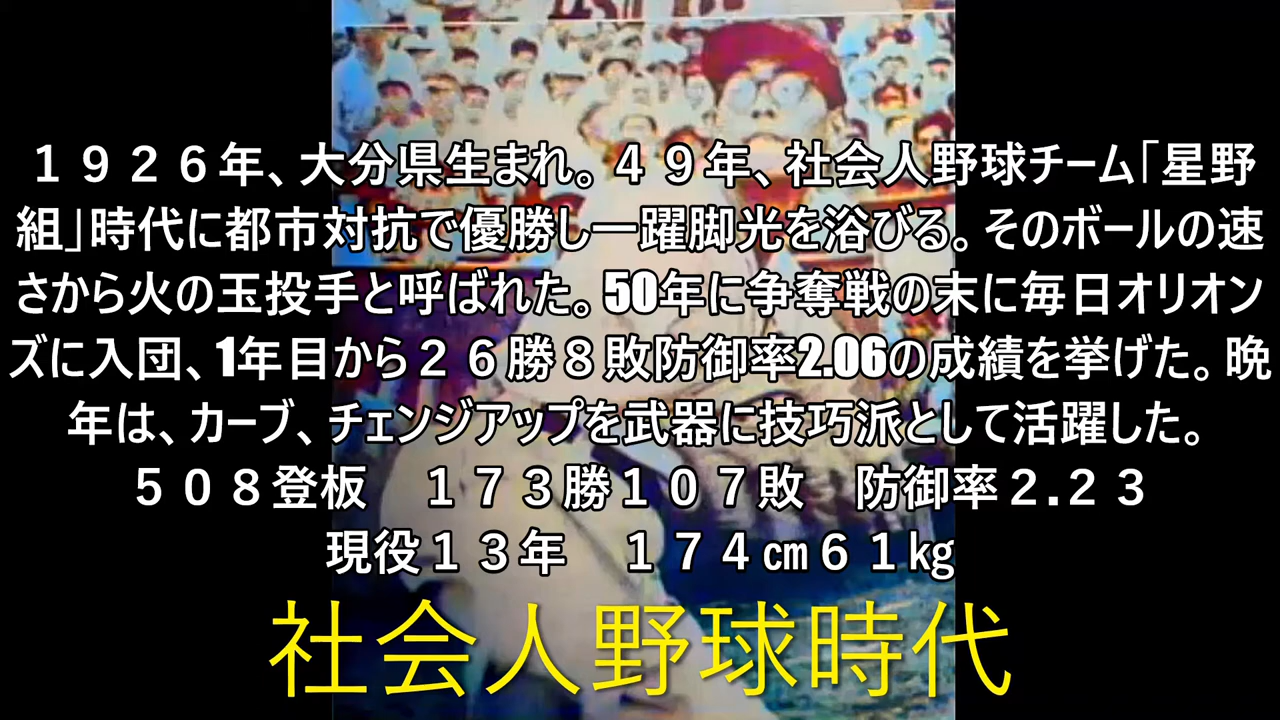 １９２６年、大分県生まれ。４９年、社会人野球チーム「星野
組」時代に都市対抗で優勝し一躍脚光を浴びる。そのボールの速
さから火の玉投手と呼ばれた。50年に争奪戦の末に毎日オリオン
ズに入団、1年目から２６勝８敗防御率2.06の成績を挙げた。晩
年は、カーブ、チェンジアップを武器に技巧派として活躍した。
５０８登板　１７３勝１０７敗　防御率２.２３
現役１３年　１７４㎝６１㎏
社会人野球時代